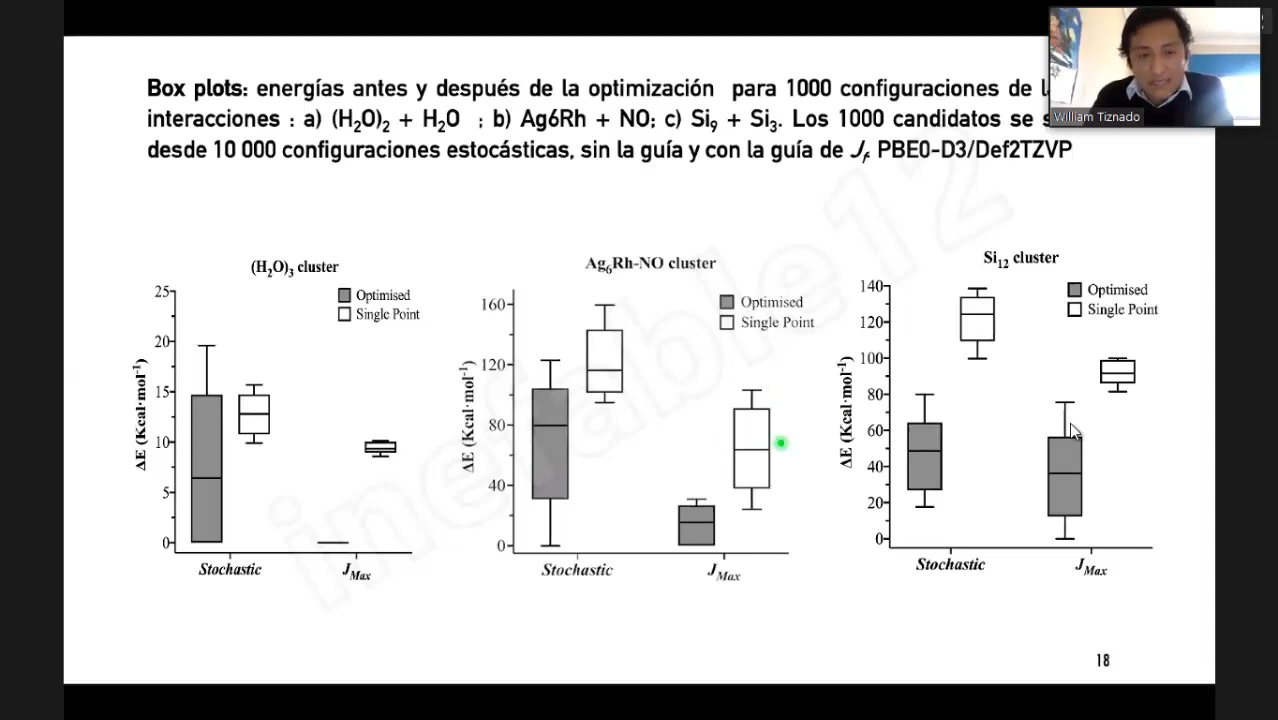 Box plots: energías antes y después de la optimización para 1000 configuraciones de
interacciones : a) (H₂O)₂ + H₂O ; b) Ag6Rh + NO; c) Si₉ + Si₃. Los 1000 candidatos se
desde 10 000 configuraciones estocásticas, sin la guía y con la guía de J_f. PBE0-D3/Def2TZVP
William Tiznado
(H₂O)₃ cluster
Optimised
Single Point
ΔE (Kcal·mol⁻¹)
25
20
15
10
5
0
Stochastic
J_Max
Ag₆Rh-NO cluster
Optimised
Single Point
ΔE (Kcal·mol⁻¹)
160
120
80
40
0
Stochastic
J_Max
Si₁₂ cluster
Optimised
Single Point
ΔE (Kcal·mol⁻¹)
140
120
100
80
60
40
20
0
Stochastic
J_Max
inefable12
18